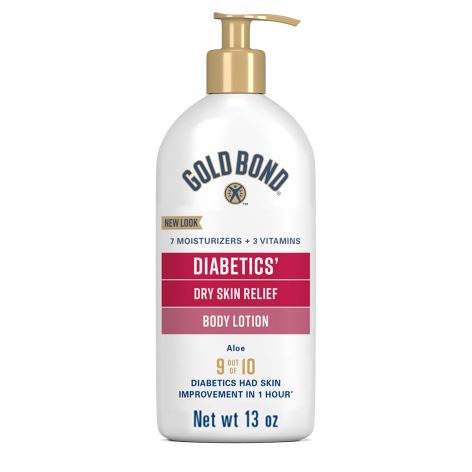 GOLD BOND®
™
NEW LOOK
7 MOISTURIZERS + 3 VITAMINS
DIABETICS'
DRY SKIN RELIEF
BODY LOTION
Aloe
9 OUT OF 10
DIABETICS HAD SKIN
IMPROVEMENT IN 1 HOUR*
Net wt 13 oz